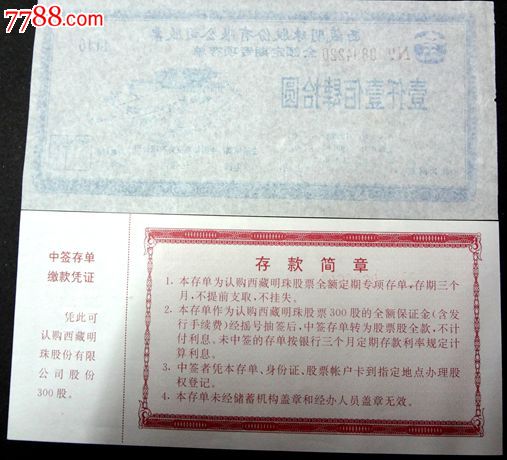 7788.com
西藏明珠股份有限公司股票
全额定期专项存单
壹仟壹佰肆拾圆
中签存单
缴款凭证
凭此可
认购西藏明
珠股份有限
公司股份
300 股。
存款简章
1. 本存单为认购西藏明珠股票全额定期专项存单,存期三个
月,不提前支取,不挂失。
2. 本存单作为认购西藏明珠股票300股的全额保证金(含发
行手续费)经摇号抽签后,中签存单转为股票股金款,不计
付利息。未中签的存单按银行三个月定期存款利率规定计
算利息。
3. 中签者凭本存单、身份证、股票帐户卡到指定地点办理股
权登记。
4. 本存单未经储蓄机构盖章和经办人员盖章无效。